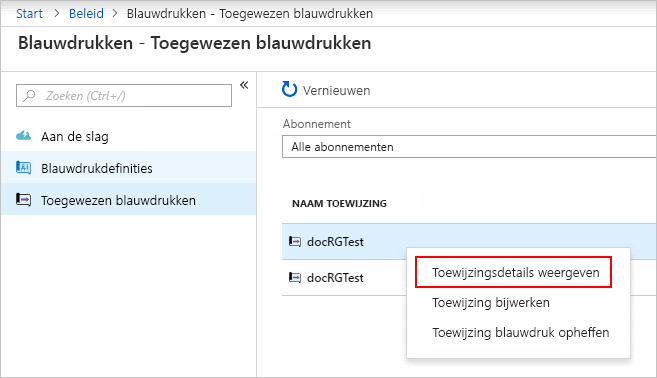 Start > Beleid > Blauwdrukken - Toegewezen blauwdrukken
Blauwdrukken - Toegewezen blauwdrukken
Zoeken (Ctrl+/)
«
Aan de slag
Blauwdrukdefinities
Toegewezen blauwdrukken
Vernieuwen
Abonnement
Alle abonnementen
NAAM TOEWIJZING
docRGTest
docRGTest
Toewijzingsdetails weergeven
Toewijzing bijwerken
Toewijzing blauwdruk opheffen